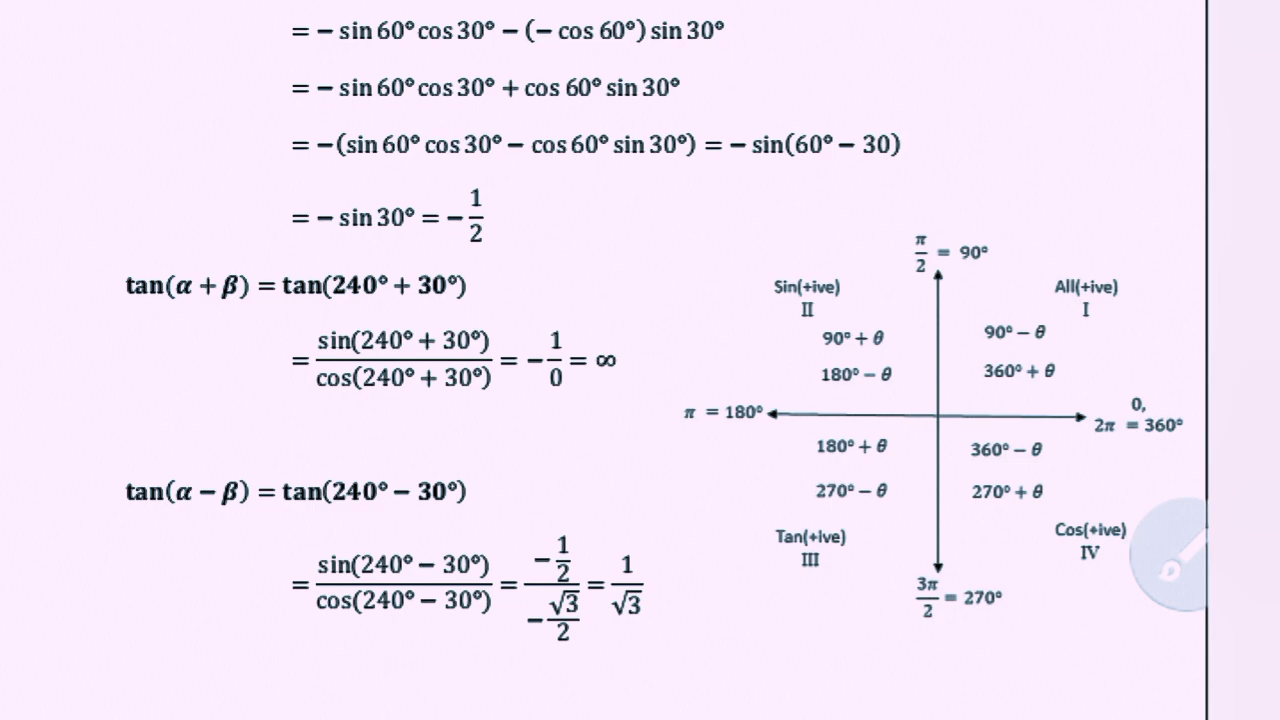 = − sin 60° cos 30° − (− cos 60°) sin 30°
= − sin 60° cos 30° + cos 60° sin 30°
= −(sin 60° cos 30° − cos 60° sin 30°) = − sin(60° − 30)
= − sin 30° = − 1/2
tan(α + β) = tan(240° + 30°)
= sin(240° + 30°)/cos(240° + 30°) = − 1/0 = ∞
tan(α − β) = tan(240° − 30°)
= sin(240° − 30°)/cos(240° − 30°) = (− 1/2)/(− √3/2) = 1/√3
π/2 = 90°
Sin(+ive)
II
All(+ive)
I
90° + θ
90° − θ
180° − θ
360° + θ
π = 180°
0,
2π = 360°
180° + θ
360° − θ
270° − θ
270° + θ
Tan(+ive)
III
Cos(+ive)
IV
3π/2 = 270°